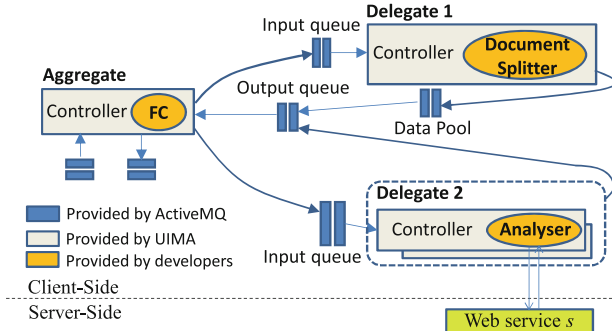 Delegate 1
Input queue
Controller
Document
Splitter
Aggregate
Output queue
Controller
FC
Data Pool
Delegate 2
Provided by ActiveMQ
Controller
Analyser
Provided by UIMA
Provided by developers
Input queue
Client-Side
Server-Side
Web service s